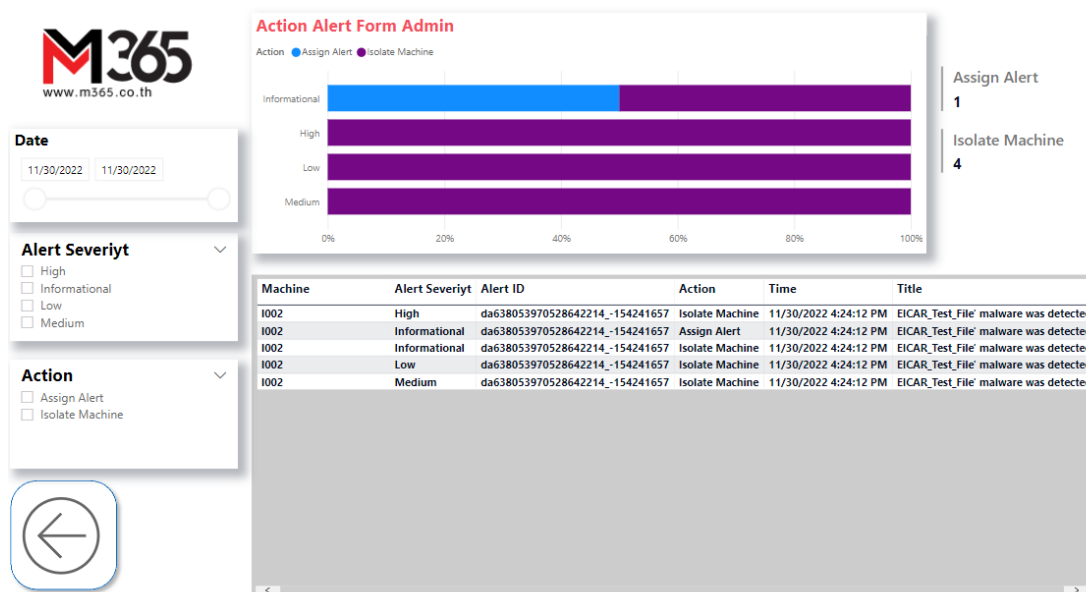 M365
www.m365.co.th
Date
11/30/2022 11/30/2022
Alert Severiyt
High
Informational
Low
Medium
Action
Assign Alert
Isolate Machine
Action Alert Form Admin
Action Assign Alert Isolate Machine
Informational
High
Low
Medium
0% 20% 40% 60% 80% 100%
Assign Alert
1
Isolate Machine
4
Machine Alert Severiyt Alert ID Action Time Title
I002 High da638053970528642214_-154241657 Isolate Machine 11/30/2022 4:24:12 PM EICAR_Test_File' malware was detected
I002 Informational da638053970528642214_-154241657 Assign Alert 11/30/2022 4:24:12 PM EICAR_Test_File' malware was detected
I002 Informational da638053970528642214_-154241657 Isolate Machine 11/30/2022 4:24:12 PM EICAR_Test_File' malware was detected
I002 Low da638053970528642214_-154241657 Isolate Machine 11/30/2022 4:24:12 PM EICAR_Test_File' malware was detected
I002 Medium da638053970528642214_-154241657 Isolate Machine 11/30/2022 4:24:12 PM EICAR_Test_File' malware was detected